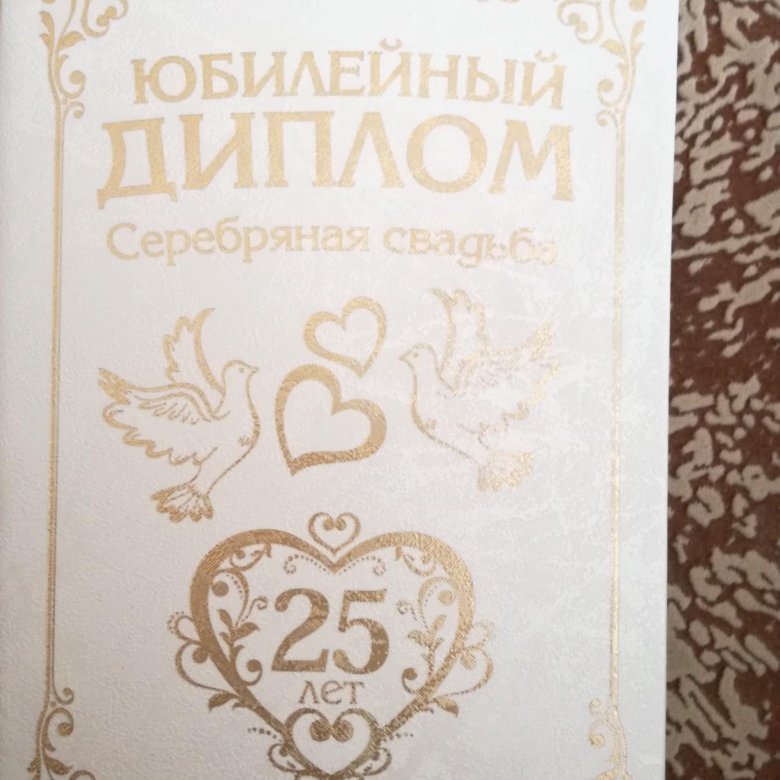 ЮБИЛЕЙНЫЙ
ДИПЛОМ
Серебряная свадьба
25
лет